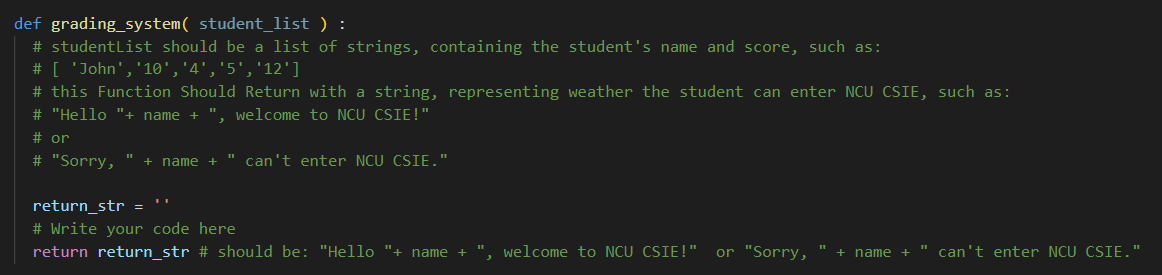 def grading_system( student_list ) :
# studentList should be a list of strings, containing the student's name and score, such as:
# [ 'John','10','4','5','12']
# this Function Should Return with a string, representing weather the student can enter NCU CSIE, such as:
# "Hello "+ name + ", welcome to NCU CSIE!"
# or
# "Sorry, " + name + " can't enter NCU CSIE."
return_str = ''
# Write your code here
return return_str # should be: "Hello "+ name + ", welcome to NCU CSIE!"  or "Sorry, " + name + " can't enter NCU CSIE."